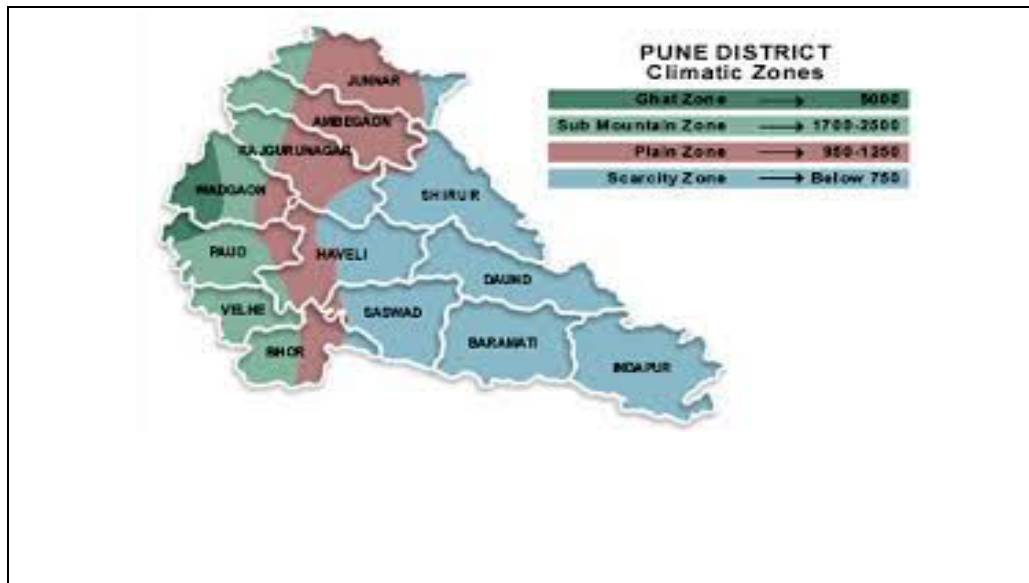 PUNE DISTRICT
Climatic Zones
Ghat Zone → 5000
Sub Mountain Zone → 1700-2500
Plain Zone → 950-1250
Scarcity Zone → Below 750
JUNNAR
AMBEGAON
RAJGURUNAGAR
WADGAON
SHIRUR
PAUD
HAVELI
DAUND
VELHE
SASWAD
BARAMATI
BHOR
INDAPUR